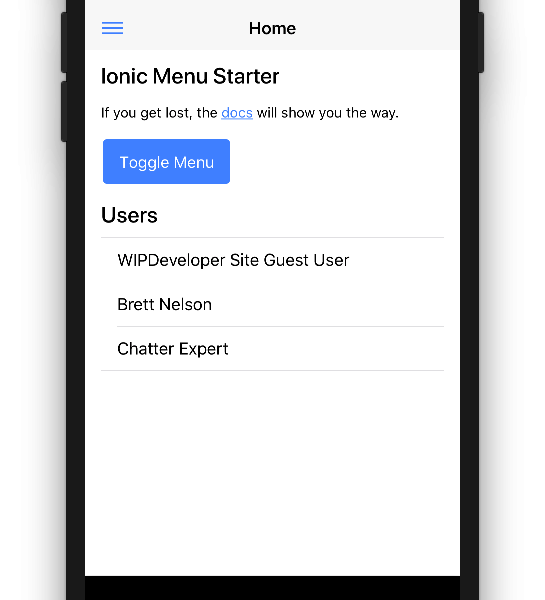 Home
Ionic Menu Starter
If you get lost, the docs will show you the way.
Toggle Menu
Users
WIPDeveloper Site Guest User
Brett Nelson
Chatter Expert